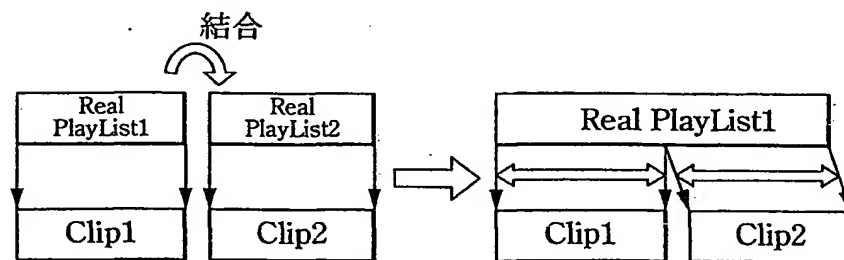 結合
Real
PlayList1
Real
PlayList2
Real PlayList1
Clip1
Clip2
Clip1
Clip2